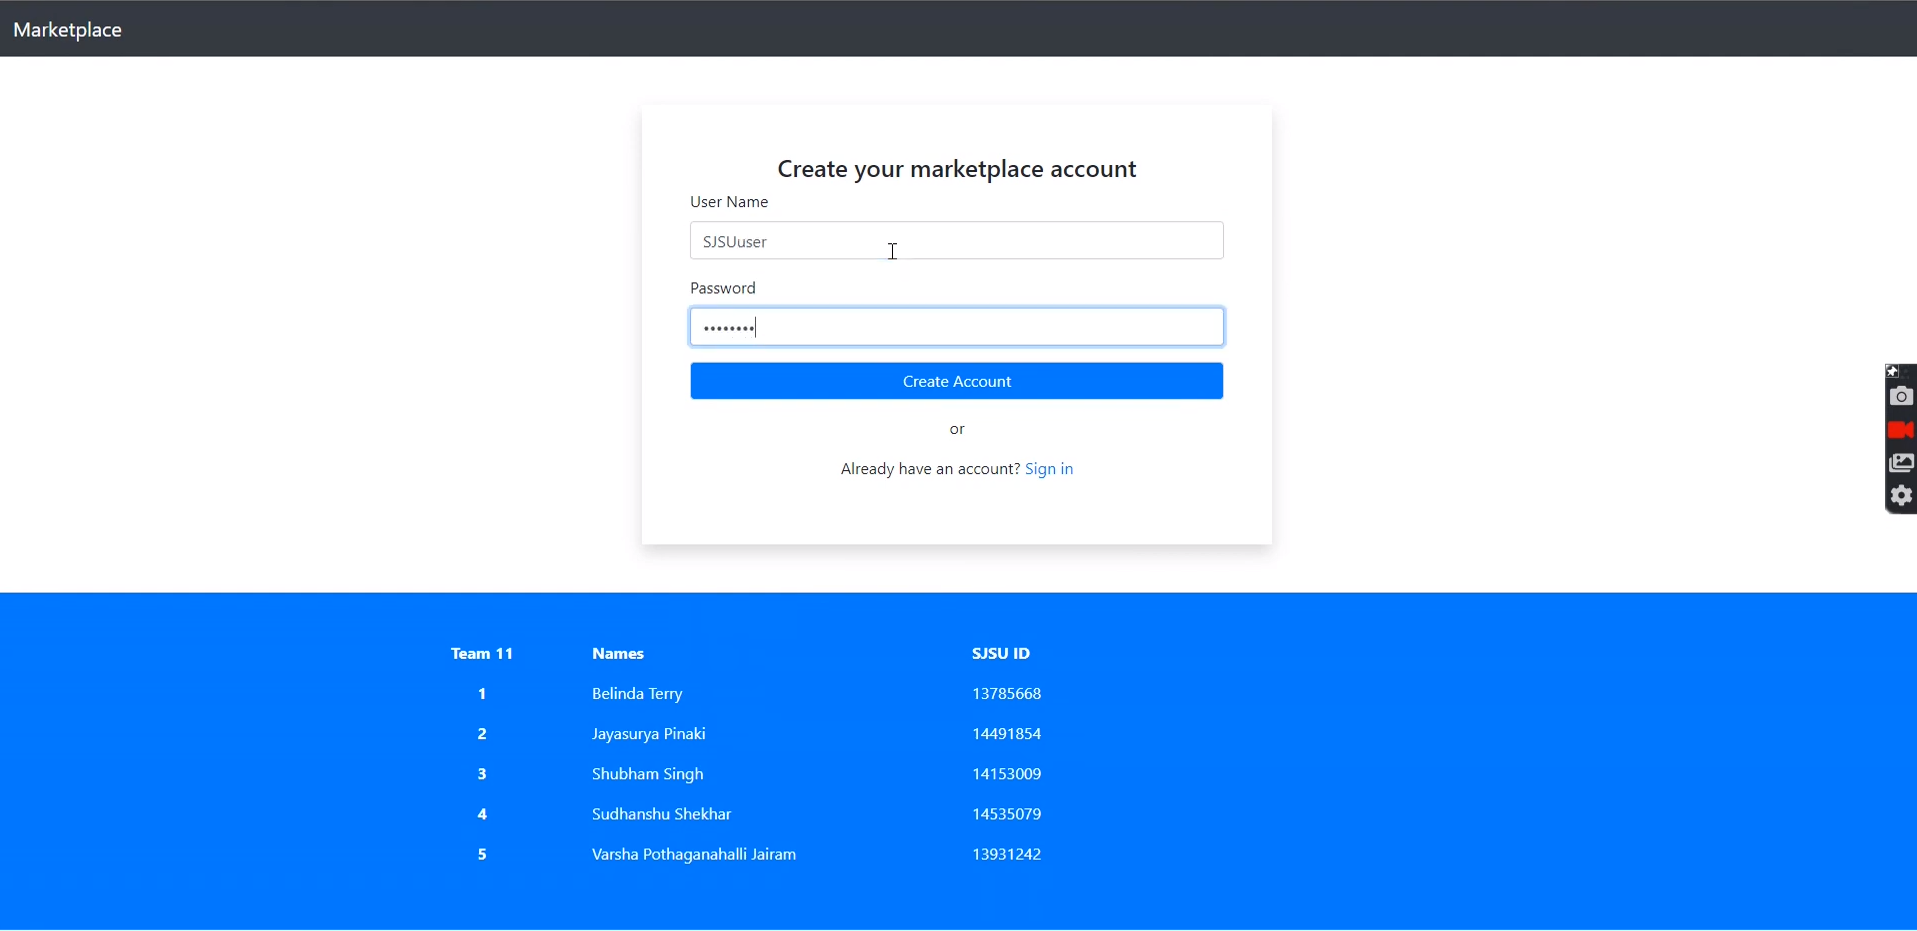 Marketplace
Create your marketplace account
User Name
SJSUuser
Password
••••••••
Create Account
or
Already have an account? Sign in
Team 11 Names SJSU ID
1 Belinda Terry 13785668
2 Jayasurya Pinaki 14491854
3 Shubham Singh 14153009
4 Sudhanshu Shekhar 14535079
5 Varsha Pothaganahalli Jairam 13931242